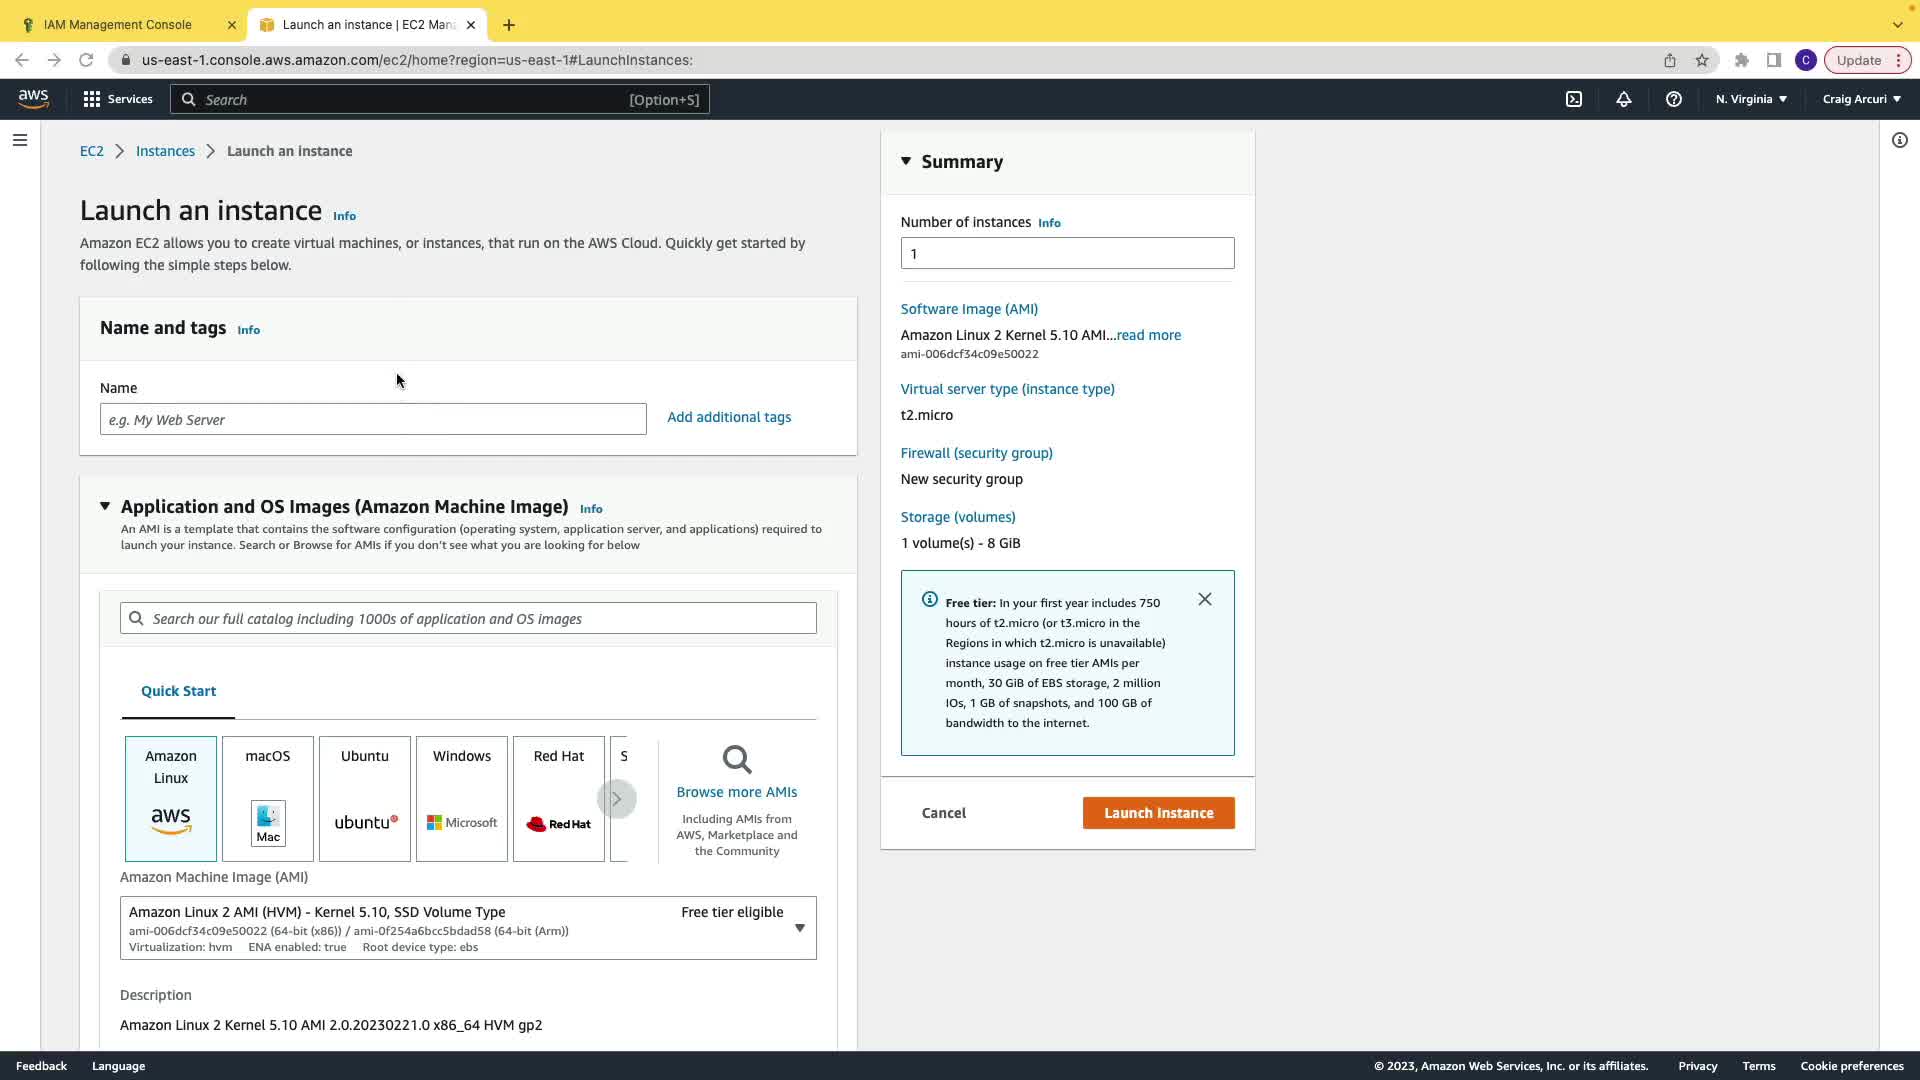 IAM Management Console
Launch an instance | EC2 Man
us-east-1.console.aws.amazon.com/ec2/home?region=us-east-1#LaunchInstances:
C
Update
aws
Services
Search
[Option+S]
N. Virginia
Craig Arcuri
EC2 > Instances > Launch an instance
Launch an instance Info
Amazon EC2 allows you to create virtual machines, or instances, that run on the AWS Cloud. Quickly get started by
following the simple steps below.
Name and tags Info
Name
e.g. My Web Server
Add additional tags
Application and OS Images (Amazon Machine Image) Info
An AMI is a template that contains the software configuration (operating system, application server, and applications) required to
launch your instance. Search or Browse for AMIs if you don't see what you are looking for below
Search our full catalog including 1000s of application and OS images
Quick Start
Amazon
Linux
aws
macOS
Mac
Ubuntu
ubuntu
Windows
Microsoft
Red Hat
Red Hat
S
Browse more AMIs
Including AMIs from
AWS, Marketplace and
the Community
Amazon Machine Image (AMI)
Amazon Linux 2 AMI (HVM) - Kernel 5.10, SSD Volume Type
Free tier eligible
ami-006dcf34c09e50022 (64-bit (x86)) / ami-0f254a6bcc5bdad58 (64-bit (Arm))
Virtualization: hvm ENA enabled: true Root device type: ebs
Description
Amazon Linux 2 Kernel 5.10 AMI 2.0.20230221.0 x86_64 HVM gp2
Summary
Number of instances Info
1
Software Image (AMI)
Amazon Linux 2 Kernel 5.10 AMI...read more
ami-006dcf34c09e50022
Virtual server type (instance type)
t2.micro
Firewall (security group)
New security group
Storage (volumes)
1 volume(s) - 8 GiB
Free tier: In your first year includes 750
hours of t2.micro (or t3.micro in the
Regions in which t2.micro is unavailable)
instance usage on free tier AMIs per
month, 30 GiB of EBS storage, 2 million
IOs, 1 GB of snapshots, and 100 GB of
bandwidth to the internet.
Cancel
Launch instance
Feedback
Language
© 2023, Amazon Web Services, Inc. or its affiliates.
Privacy
Terms
Cookie preferences